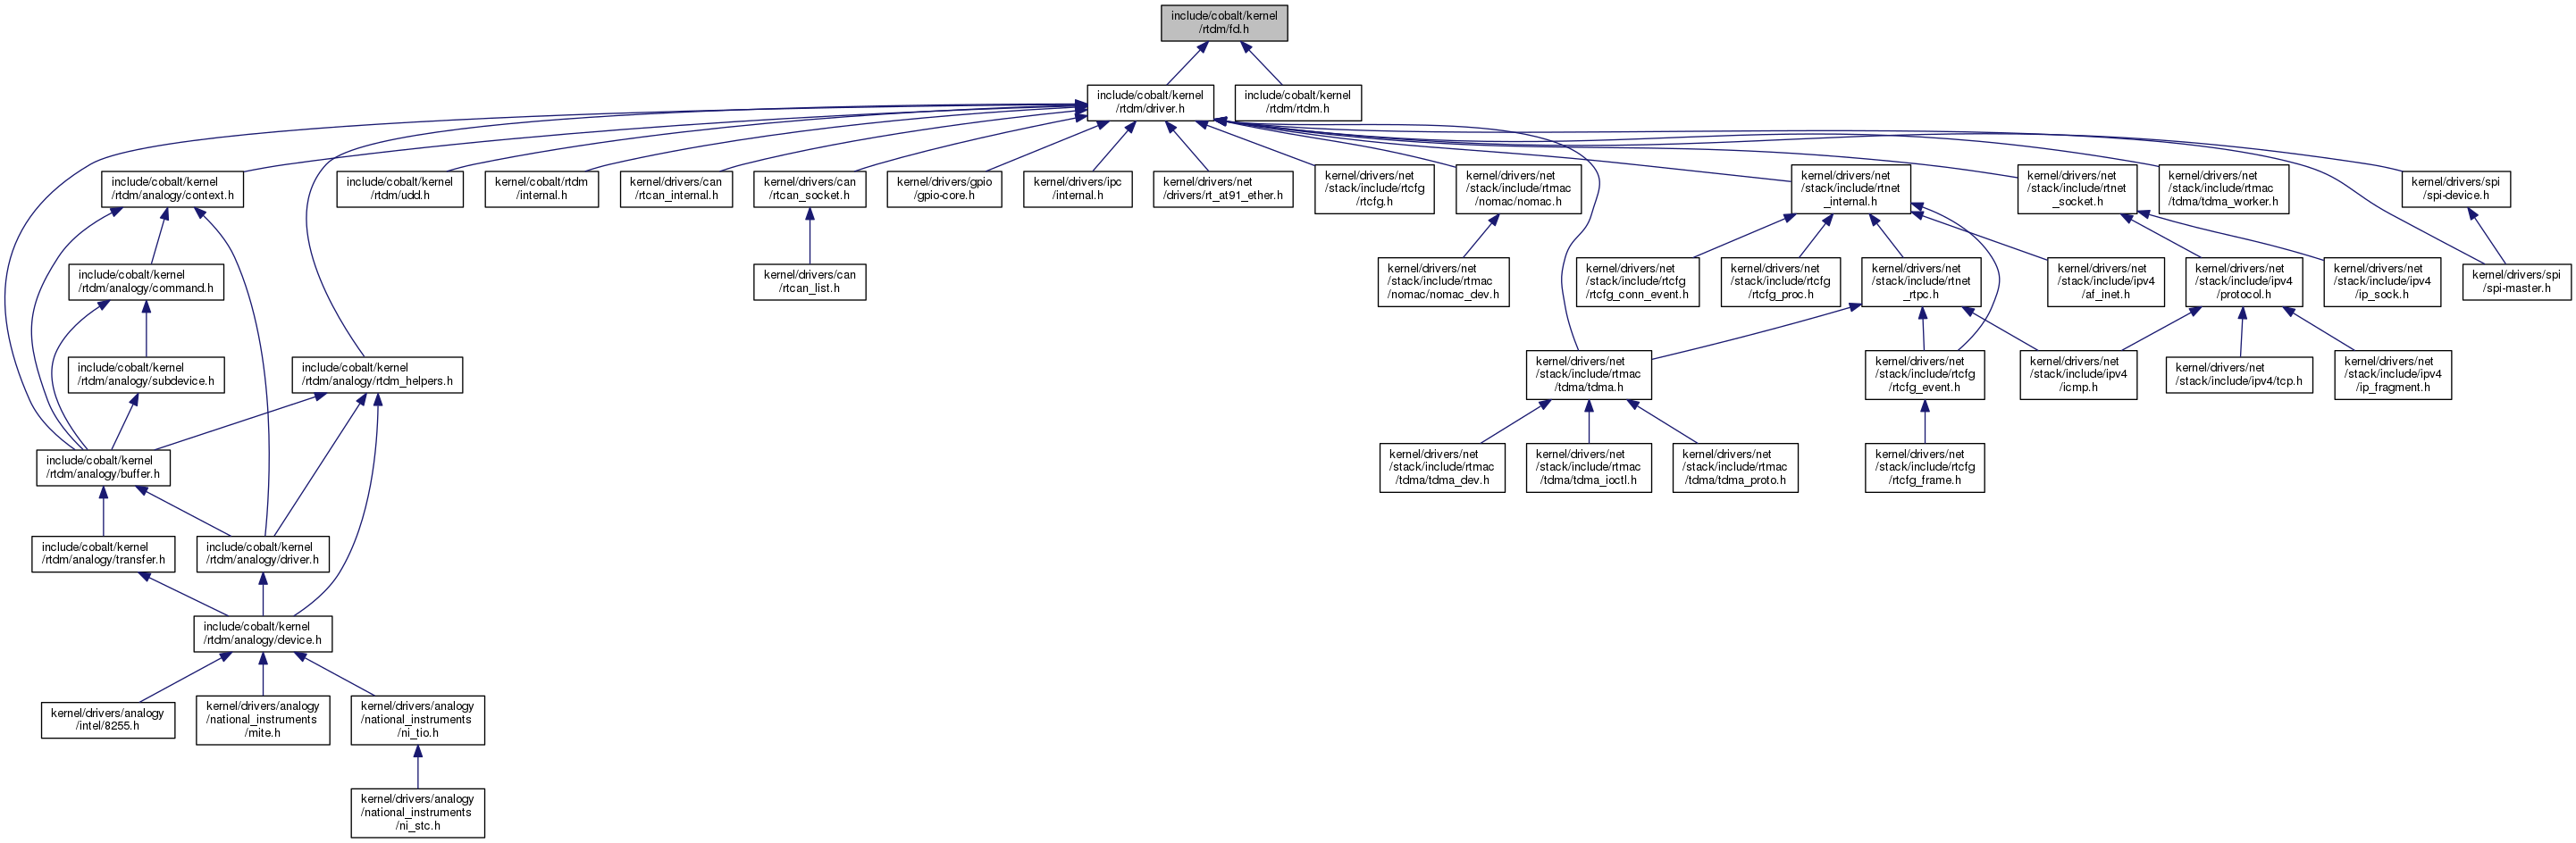 include/cobalt/kernel
/rtdm/fd.h
include/cobalt/kernel
/rtdm/driver.h
include/cobalt/kernel
/rtdm/rtdm.h
include/cobalt/kernel
/rtdm/analogy/context.h
include/cobalt/kernel
/rtdm/udd.h
kernel/cobalt/rtdm
/internal.h
kernel/drivers/can
/rtcan_internal.h
kernel/drivers/can
/rtcan_socket.h
kernel/drivers/gpio
/gpio-core.h
kernel/drivers/ipc
/internal.h
kernel/drivers/net
/drivers/rt_at91_ether.h
kernel/drivers/net
/stack/include/rtcfg
/rtcfg.h
kernel/drivers/net
/stack/include/rtmac
/nomac/nomac.h
kernel/drivers/net
/stack/include/rtnet
_internal.h
kernel/drivers/net
/stack/include/rtnet
_socket.h
kernel/drivers/net
/stack/include/rtmac
/tdma/tdma_worker.h
kernel/drivers/spi
/spi-device.h
include/cobalt/kernel
/rtdm/analogy/command.h
kernel/drivers/can
/rtcan_list.h
kernel/drivers/net
/stack/include/rtmac
/nomac/nomac_dev.h
kernel/drivers/net
/stack/include/rtcfg
/rtcfg_conn_event.h
kernel/drivers/net
/stack/include/rtcfg
/rtcfg_proc.h
kernel/drivers/net
/stack/include/rtnet
_rtpc.h
kernel/drivers/net
/stack/include/ipv4
/af_inet.h
kernel/drivers/net
/stack/include/ipv4
/protocol.h
kernel/drivers/net
/stack/include/ipv4
/ip_sock.h
kernel/drivers/spi
/spi-master.h
include/cobalt/kernel
/rtdm/analogy/subdevice.h
include/cobalt/kernel
/rtdm/analogy/rtdm_helpers.h
kernel/drivers/net
/stack/include/rtmac
/tdma/tdma.h
kernel/drivers/net
/stack/include/rtcfg
/rtcfg_event.h
kernel/drivers/net
/stack/include/ipv4
/icmp.h
kernel/drivers/net
/stack/include/ipv4/tcp.h
kernel/drivers/net
/stack/include/ipv4
/ip_fragment.h
include/cobalt/kernel
/rtdm/analogy/buffer.h
kernel/drivers/net
/stack/include/rtmac
/tdma/tdma_dev.h
kernel/drivers/net
/stack/include/rtmac
/tdma/tdma_ioctl.h
kernel/drivers/net
/stack/include/rtmac
/tdma/tdma_proto.h
kernel/drivers/net
/stack/include/rtcfg
/rtcfg_frame.h
include/cobalt/kernel
/rtdm/analogy/transfer.h
include/cobalt/kernel
/rtdm/analogy/driver.h
include/cobalt/kernel
/rtdm/analogy/device.h
kernel/drivers/analogy
/intel/8255.h
kernel/drivers/analogy
/national_instruments
/mite.h
kernel/drivers/analogy
/national_instruments
/ni_tio.h
kernel/drivers/analogy
/national_instruments
/ni_stc.h